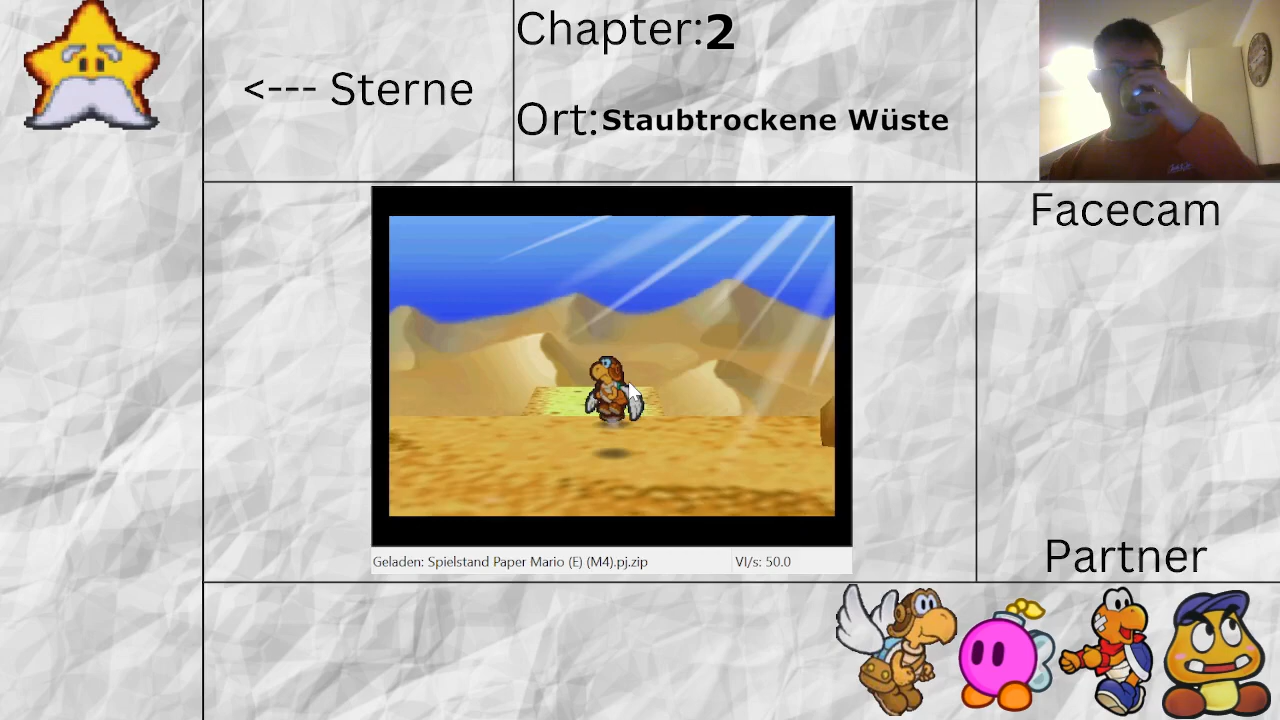 Chapter:2
<--- Sterne
Ort:Staubtrockene Wüste
Facecam
Geladen: Spielstand Paper Mario (E) (M4).pj.zip
VI/s: 50.0
Partner